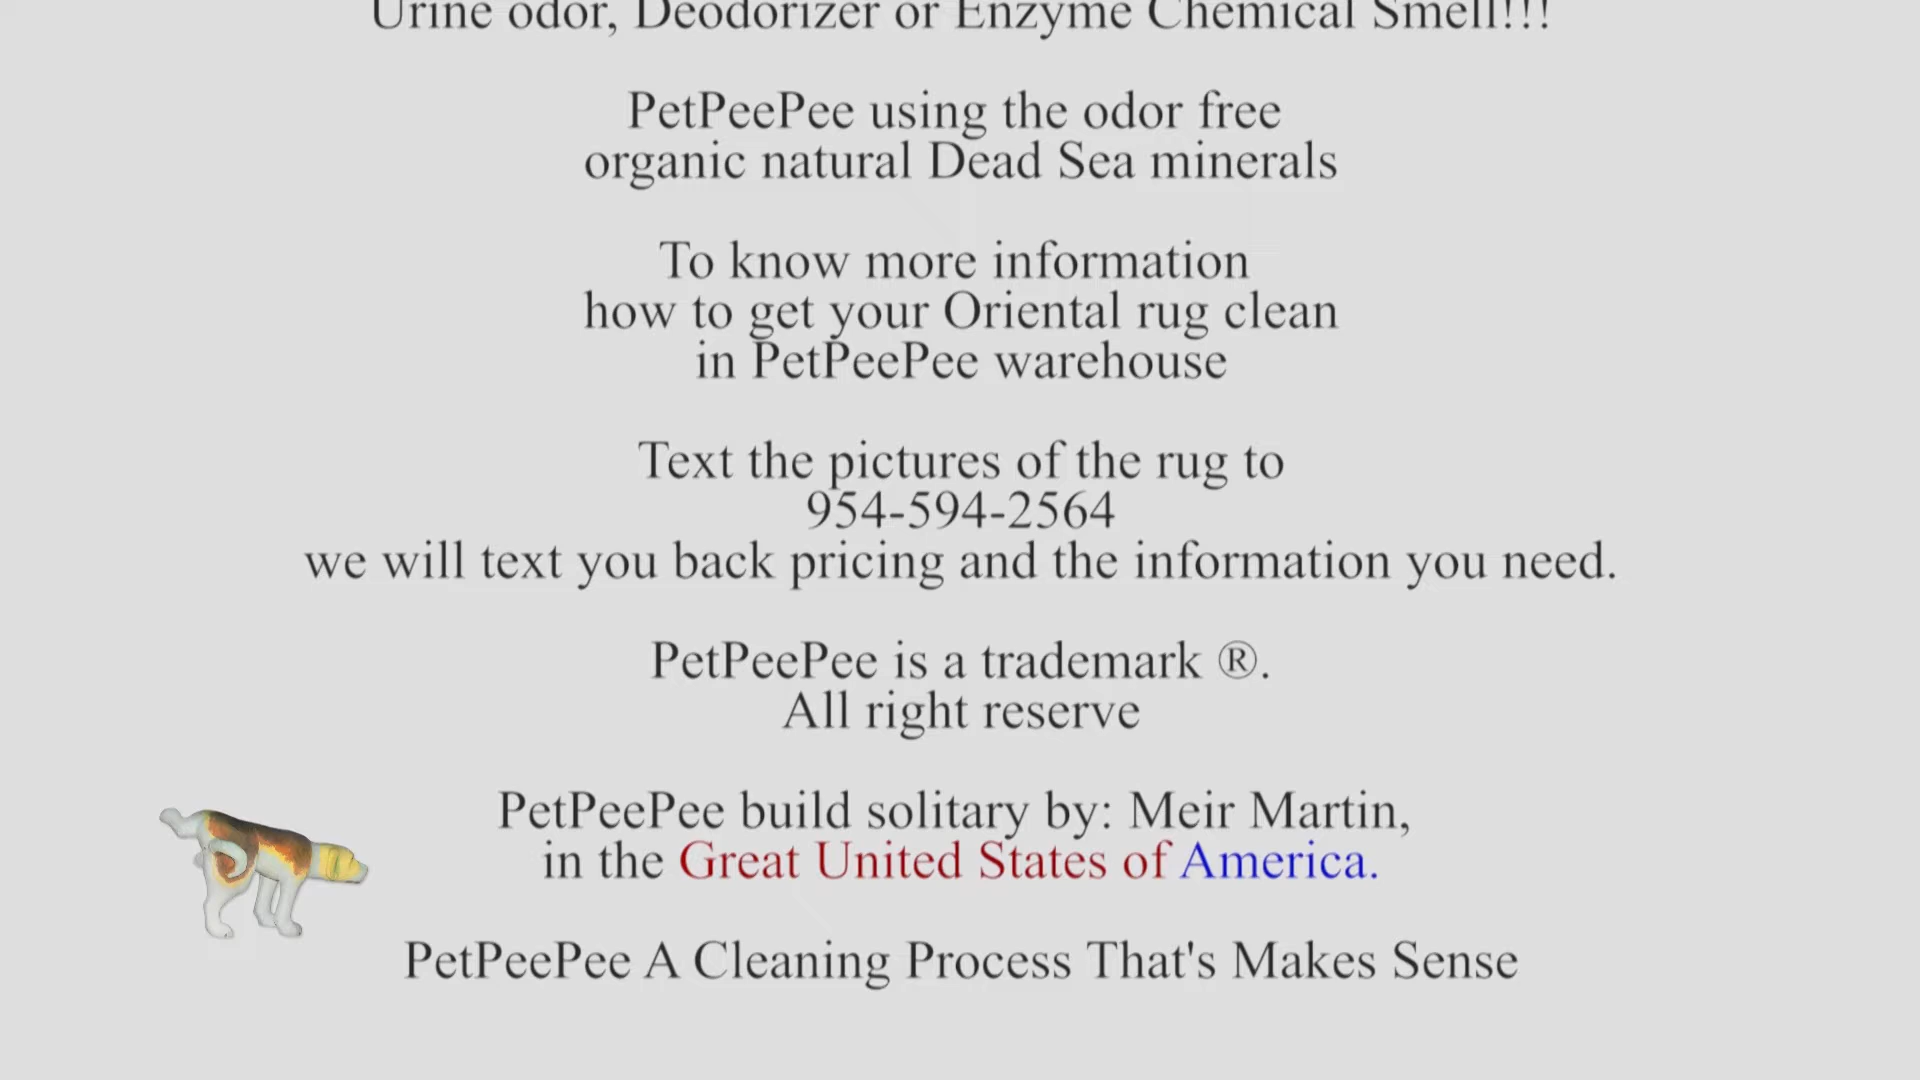 Urine odor, Deodorizer or Enzyme Chemical Smell!!!
PetPeePee using the odor free
organic natural Dead Sea minerals
To know more information
how to get your Oriental rug clean
in PetPeePee warehouse
Text the pictures of the rug to
954-594-2564
we will text you back pricing and the information you need.
PetPeePee is a trademark ®.
All right reserve
PetPeePee build solitary by: Meir Martin,
in the Great United States of America.
PetPeePee A Cleaning Process That's Makes Sense